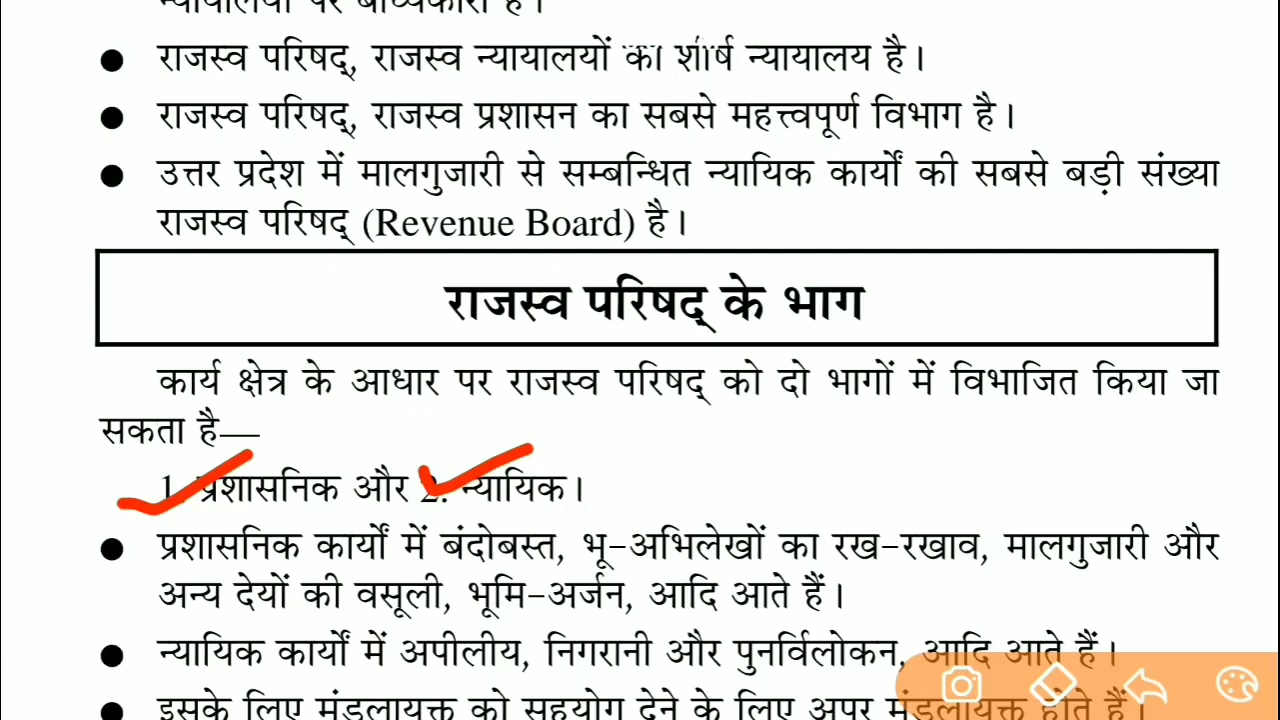 न्यायालयों पर बाध्यकारी है।
● राजस्व परिषद्, राजस्व न्यायालयों का शीर्ष न्यायालय है।
● राजस्व परिषद्, राजस्व प्रशासन का सबसे महत्त्वपूर्ण विभाग है।
● उत्तर प्रदेश में मालगुजारी से सम्बन्धित न्यायिक कार्यों की सबसे बड़ी संख्या
राजस्व परिषद् (Revenue Board) है।
राजस्व परिषद् के भाग
कार्य क्षेत्र के आधार पर राजस्व परिषद् को दो भागों में विभाजित किया जा
सकता है—
1. प्रशासनिक और 2. न्यायिक।
● प्रशासनिक कार्यों में बंदोबस्त, भू-अभिलेखों का रख-रखाव, मालगुजारी और
अन्य देयों की वसूली, भूमि-अर्जन, आदि आते हैं।
● न्यायिक कार्यों में अपीलीय, निगरानी और पुनर्विलोकन, आदि आते हैं।
● इसके लिए मंडलायुक्त को सहयोग देने के लिए अपर मंडलायुक्त होते हैं।